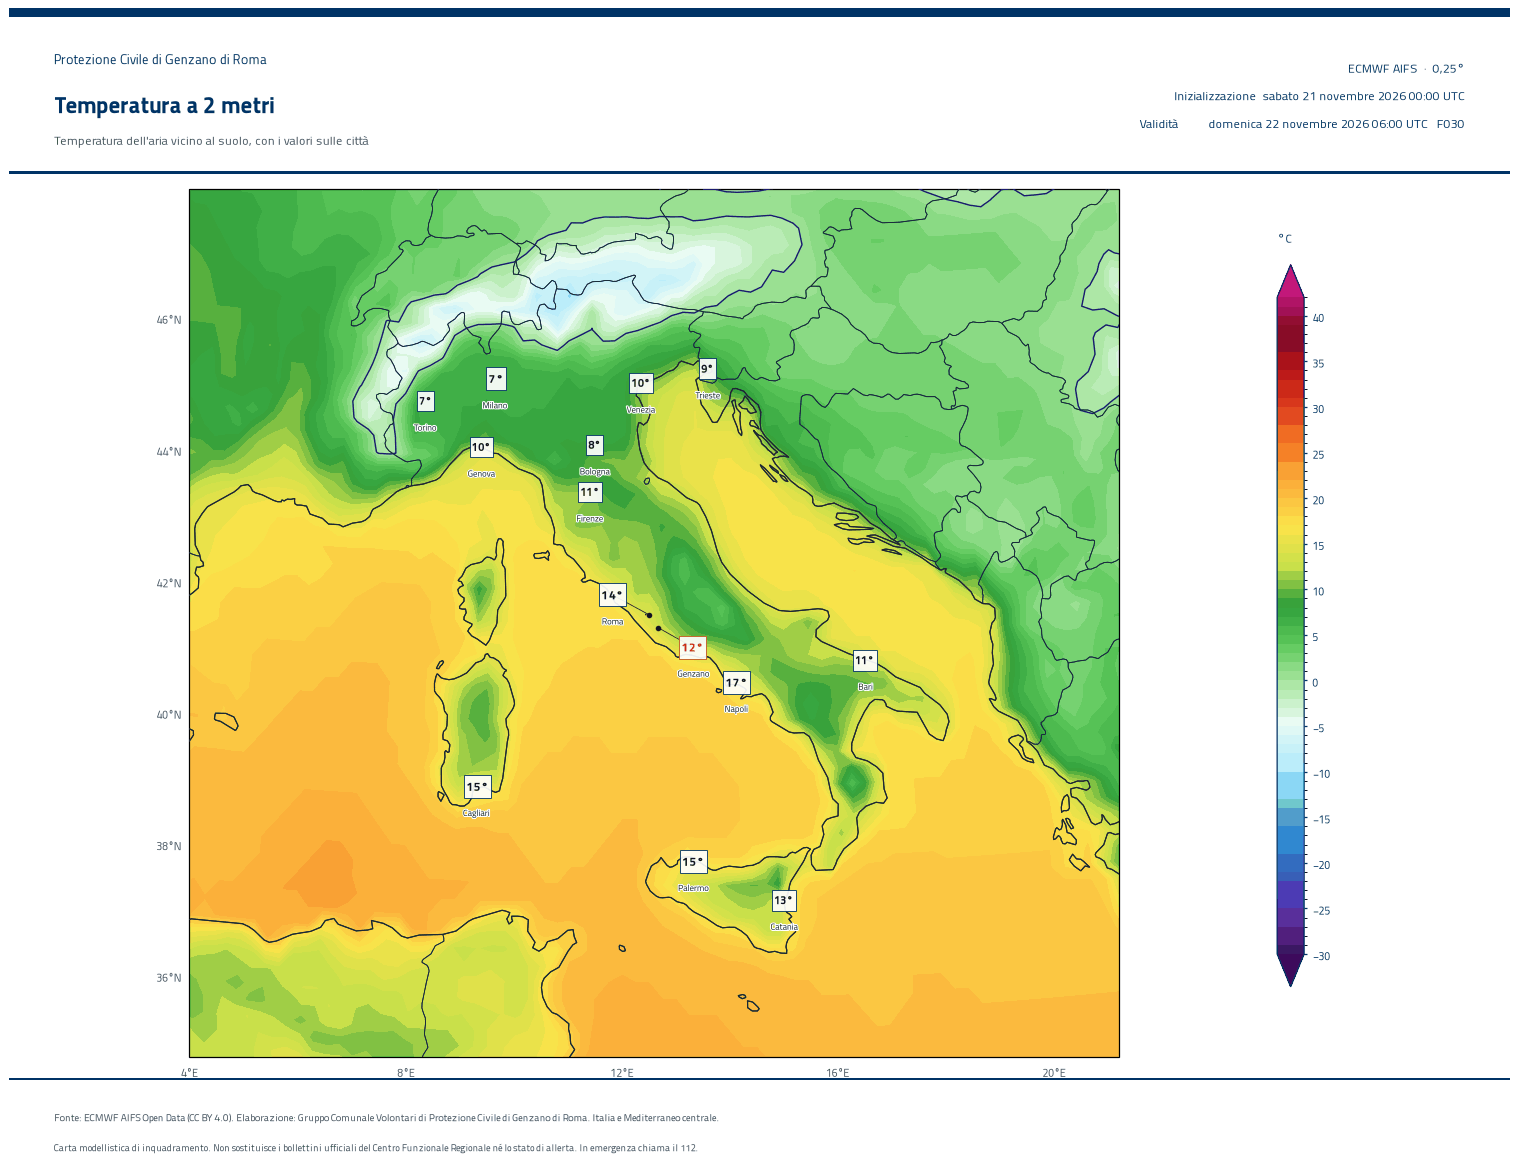 Protezione Civile di Genzano di Roma
Temperatura a 2 metri
Temperatura dell'aria vicino al suolo, con i valori sulle città
ECMWF AIFS · 0,25°
Inizializzazione sabato 21 novembre 2026 00:00 UTC
Validità domenica 22 novembre 2026 06:00 UTC F030
°C
40
35
30
25
20
15
10
5
0
−5
−10
−15
−20
−25
−30
46°N
44°N
42°N
40°N
38°N
36°N
4°E
8°E
12°E
16°E
20°E
7°
Milano
7°
Torino
10°
Venezia
9°
Trieste
10°
Genova
8°
Bologna
11°
Firenze
14°
Roma
12°
Genzano
17°
Napoli
11°
Bari
15°
Cagliari
15°
Palermo
13°
Catania
Fonte: ECMWF AIFS Open Data (CC BY 4.0). Elaborazione: Gruppo Comunale Volontari di Protezione Civile di Genzano di Roma. Italia e Mediterraneo centrale.
Carta modellistica di inquadramento. Non sostituisce i bollettini ufficiali del Centro Funzionale Regionale né lo stato di allerta. In emergenza chiama il 112.